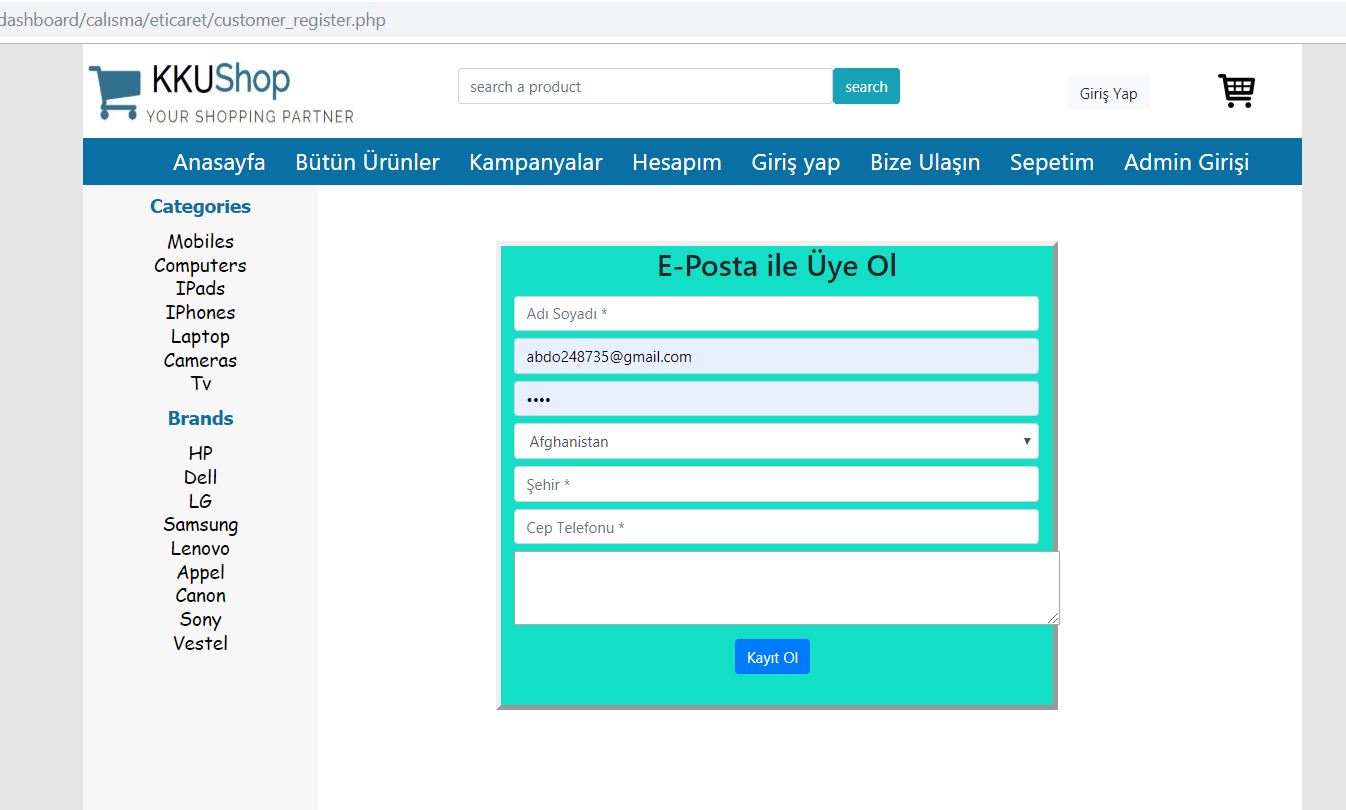 dashboard/calısma/eticaret/customer_register.php
KKUShop
YOUR SHOPPING PARTNER
search a product
search
Giriş Yap
Anasayfa Bütün Ürünler Kampanyalar Hesapım Giriş yap Bize Ulaşın Sepetim Admin Girişi
Categories
Mobiles
Computers
IPads
IPhones
Laptop
Cameras
Tv
Brands
HP
Dell
LG
Samsung
Lenovo
Appel
Canon
Sony
Vestel
E-Posta ile Üye Ol
Adı Soyadı *
abdo248735@gmail.com
••••
Afghanistan
Şehir *
Cep Telefonu *
Kayıt Ol